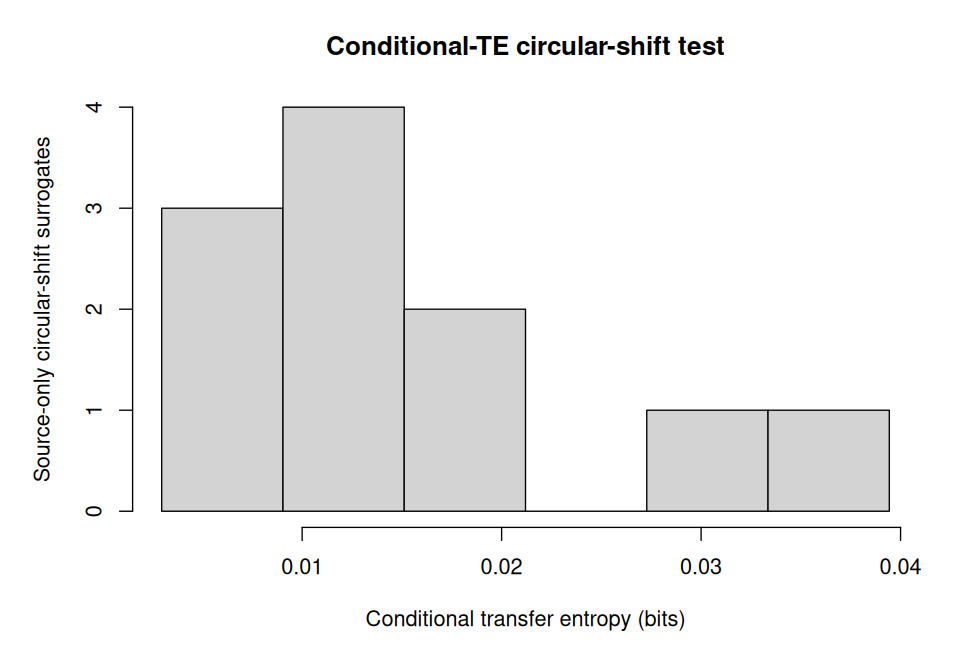 Conditional-TE circular-shift test
Source-only circular-shift surrogates
4
3
2
1
0
0.01 0.02 0.03 0.04
Conditional transfer entropy (bits)